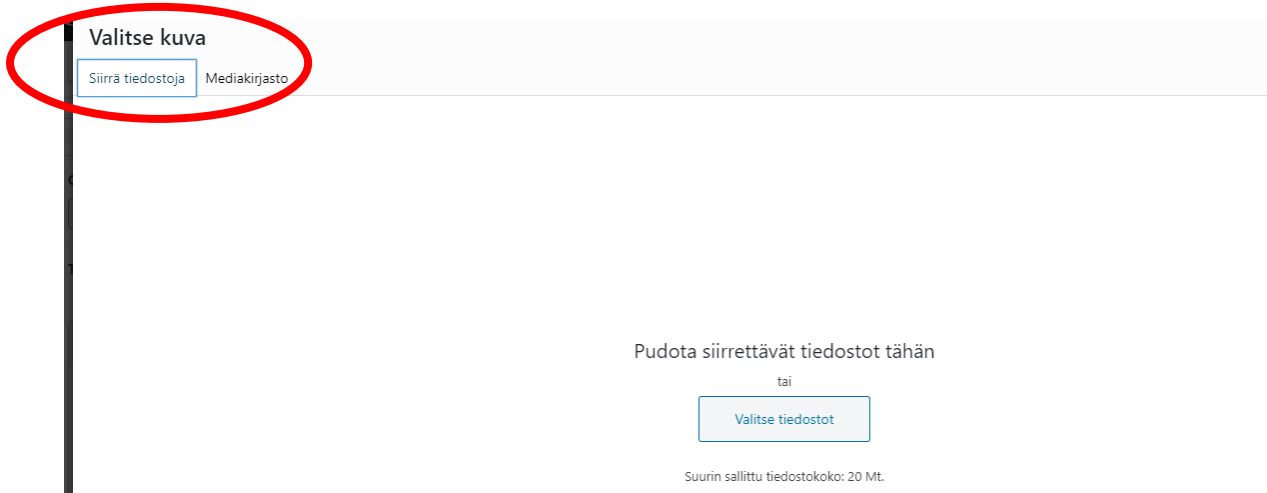 Valitse kuva
Siirrä tiedostoja Mediakirjasto
Pudota siirrettävät tiedostot tähän
tai
Valitse tiedostot
Suurin sallittu tiedostokoko: 20 Mt.